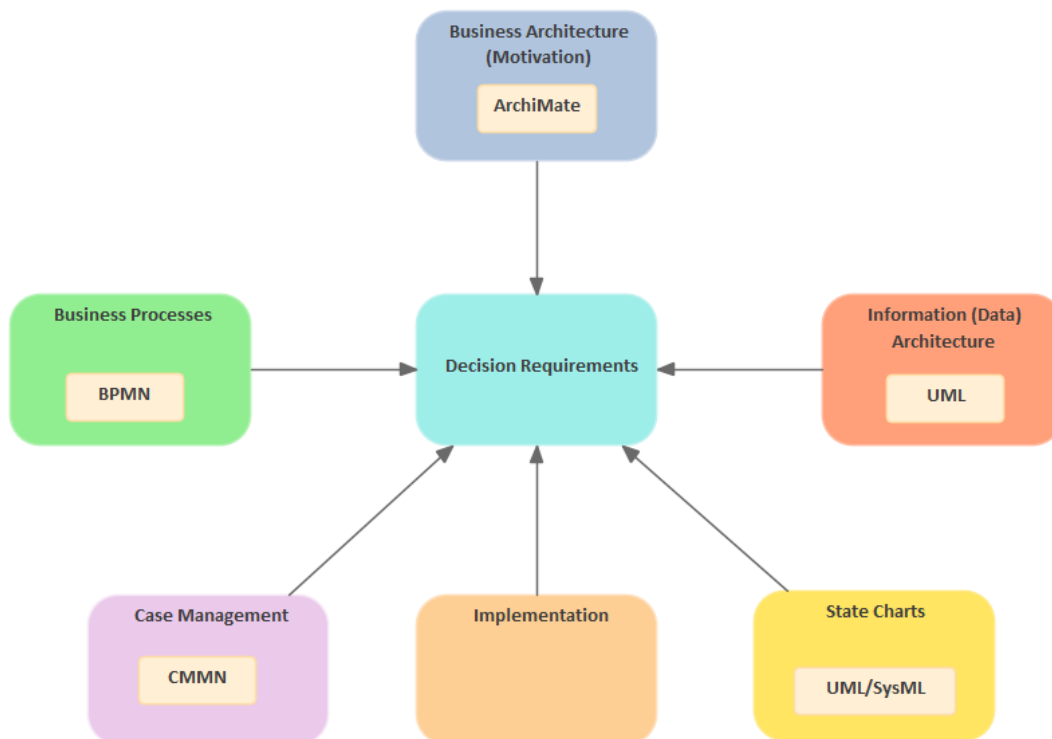 Business Architecture
(Motivation)
ArchiMate
Business Processes
BPMN
Decision Requirements
Information (Data)
Architecture
UML
Case Management
CMMN
Implementation
State Charts
UML/SysML